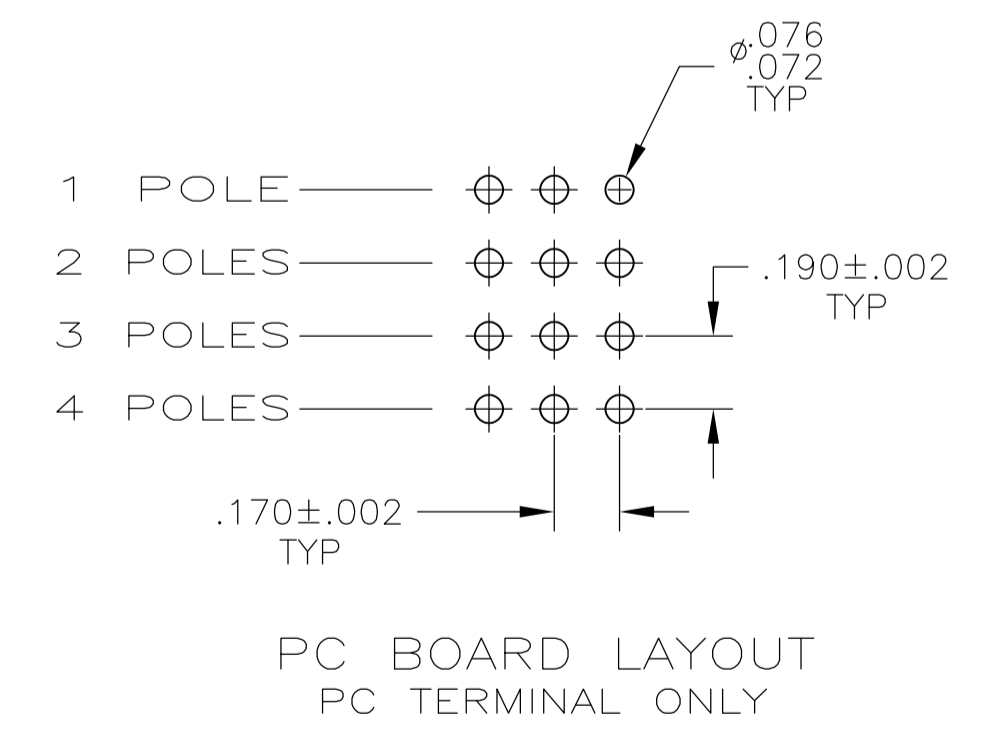 ⌀.076
.072
TYP
1 POLE
2 POLES
.190±.002
TYP
3 POLES
4 POLES
.170±.002
TYP
PC BOARD LAYOUT
PC TERMINAL ONLY